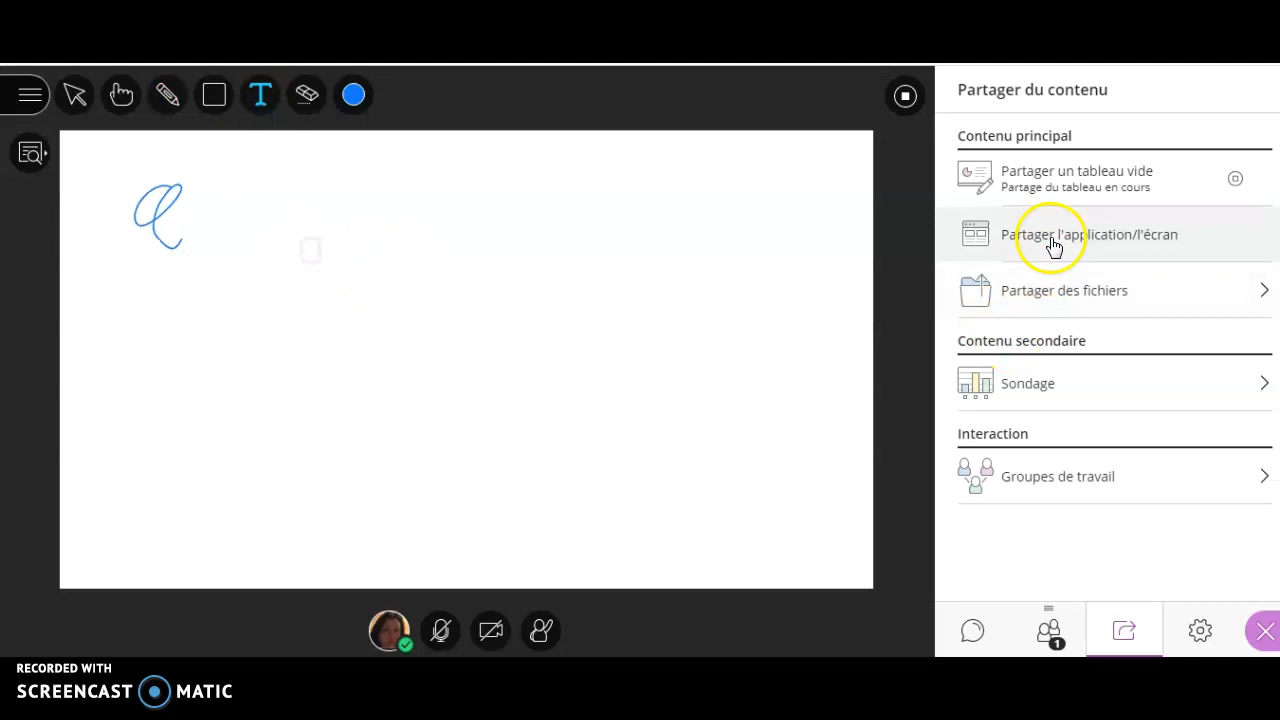 Partager du contenu
Contenu principal
Partager un tableau vide
Partage du tableau en cours
Partager l'application/l'écran
Partager des fichiers
Contenu secondaire
Sondage
Interaction
Groupes de travail
T
1
RECORDED WITH
SCREENCAST MATIC